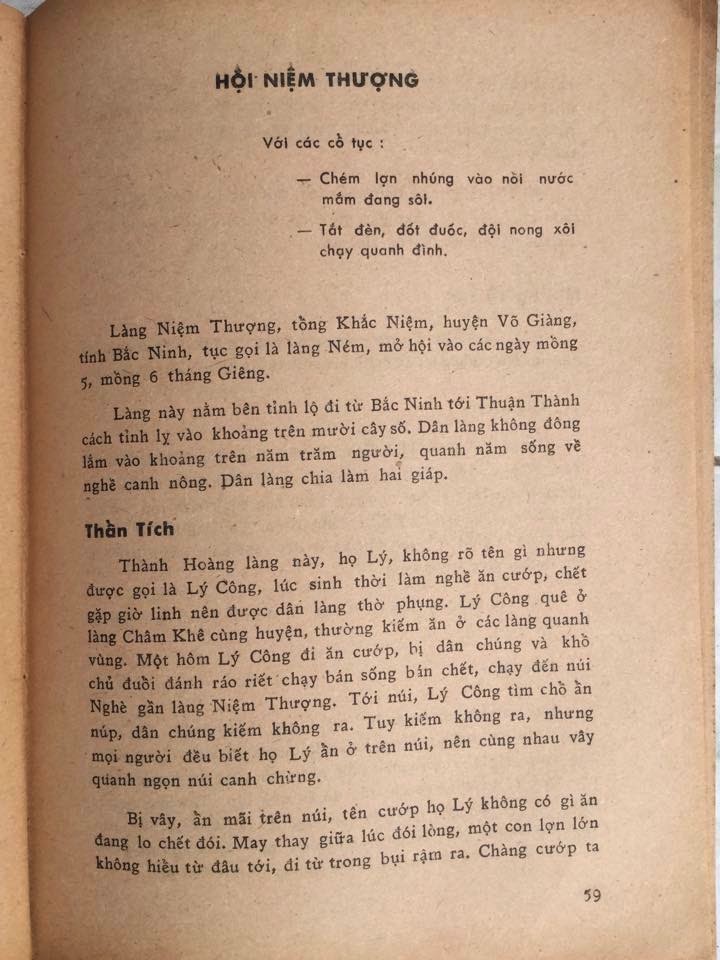 HỘI NIỆM THƯỢNG
Với các cổ tục :
— Chém lợn nhúng vào nồi nước
mắm đang sôi.
— Tắt đèn, đốt đuốc, đội nong xôi
chạy quanh đình.
Làng Niệm Thượng, tổng Khắc Niệm, huyện Võ Giàng,
tỉnh Bắc Ninh, tục gọi là làng Ném, mở hội vào các ngày mồng
5, mồng 6 tháng Giêng.
Làng này nằm bên tỉnh lộ đi từ Bắc Ninh tới Thuận Thành
cách tỉnh lỵ vào khoảng trên mười cây số. Dân làng không đông
lắm vào khoảng trên năm trăm người, quanh năm sống về
nghề canh nông. Dân làng chia làm hai giáp.
Thần Tích
Thành Hoàng làng này, họ Lý, không rõ tên gì nhưng
được gọi là Lý Công, lúc sinh thời làm nghề ăn cướp, chết
gặp giờ linh nên được dân làng thờ phụng. Lý Công quê ở
làng Châm Khê cùng huyện, thường kiếm ăn ở các làng quanh
vùng. Một hôm Lý Công đi ăn cướp, bị dân chúng và khổ
chủ đuổi đánh ráo riết chạy bán sống bán chết, chạy đến núi
Nghè gần làng Niệm Thượng. Tới núi, Lý Công tìm chỗ ẩn
núp, dân chúng kiếm không ra. Tuy kiếm không ra, nhưng
mọi người đều biết họ Lý ẩn ở trên núi, nên cùng nhau vây
quanh ngọn núi canh chừng.
Bị vây, ẩn mãi trên núi, tên cướp họ Lý không có gì ăn
đang lo chết đói. May thay giữa lúc đói lòng, một con lợn lớn
không hiểu từ đâu tới, đi từ trong bụi rậm ra. Chàng cướp ta
59